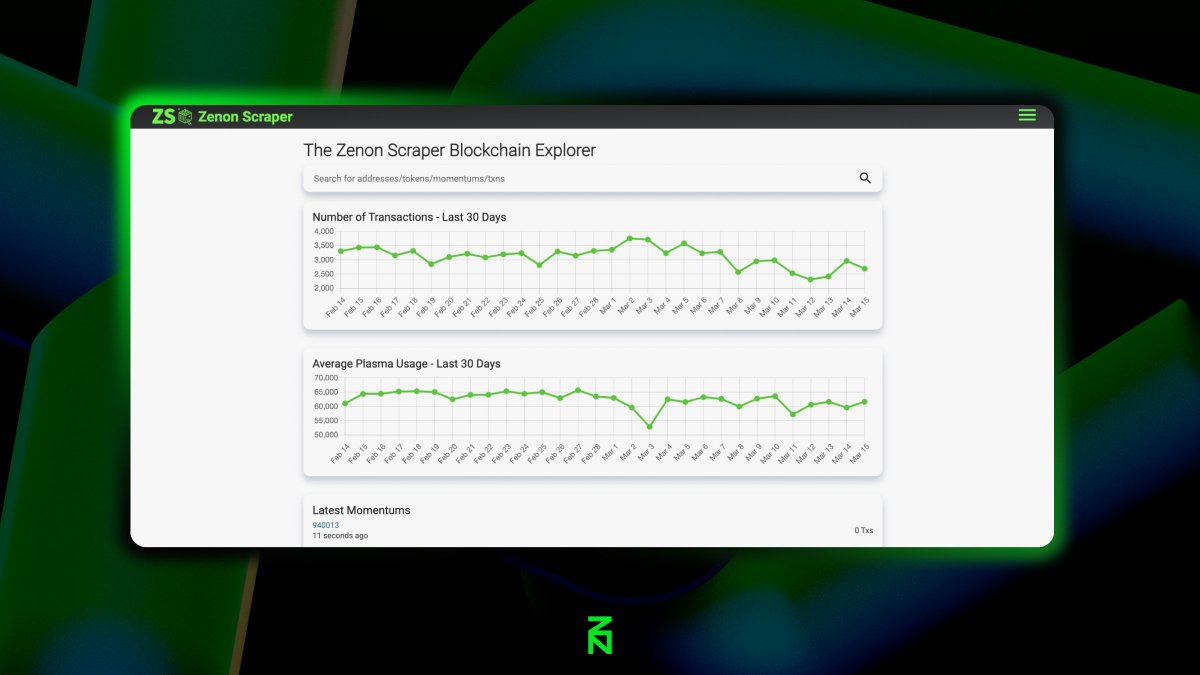 ZS Zenon Scraper
The Zenon Scraper Blockchain Explorer
Search for addresses/tokens/momentums/txns
Number of Transactions - Last 30 Days
4,000
3,500
3,000
2,500
2,000
Feb 14 Feb 15 Feb 16 Feb 17 Feb 18 Feb 19 Feb 20 Feb 21 Feb 22 Feb 23 Feb 24 Feb 25 Feb 26 Feb 27 Feb 28 Mar 1 Mar 2 Mar 3 Mar 4 Mar 5 Mar 6 Mar 7 Mar 8 Mar 9 Mar 10 Mar 11 Mar 12 Mar 13 Mar 14 Mar 15
Average Plasma Usage - Last 30 Days
70,000
65,000
60,000
55,000
50,000
Feb 14 Feb 15 Feb 16 Feb 17 Feb 18 Feb 19 Feb 20 Feb 21 Feb 22 Feb 23 Feb 24 Feb 25 Feb 26 Feb 27 Feb 28 Mar 1 Mar 2 Mar 3 Mar 4 Mar 5 Mar 6 Mar 7 Mar 8 Mar 9 Mar 10 Mar 11 Mar 12 Mar 13 Mar 14 Mar 15
Latest Momentums
940013
11 seconds ago
0 Txs